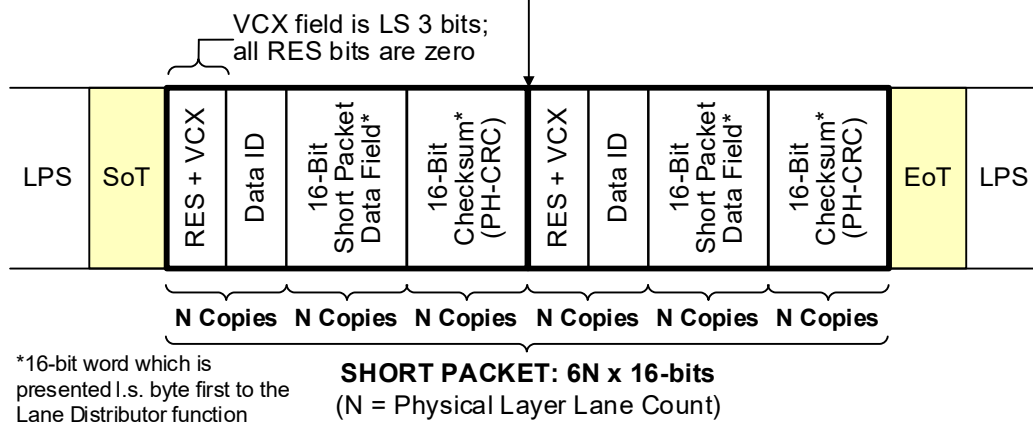 VCX field is LS 3 bits;
all RES bits are zero
LPS
SoT
RES + VCX
Data ID
16-Bit
Short Packet
Data Field*
16-Bit
Checksum*
(PH-CRC)
RES + VCX
Data ID
16-Bit
Short Packet
Data Field*
16-Bit
Checksum*
(PH-CRC)
EoT
LPS
N Copies N Copies N Copies N Copies N Copies N Copies
*16-bit word which is
presented l.s. byte first to the
Lane Distributor function
SHORT PACKET: 6N x 16-bits
(N = Physical Layer Lane Count)